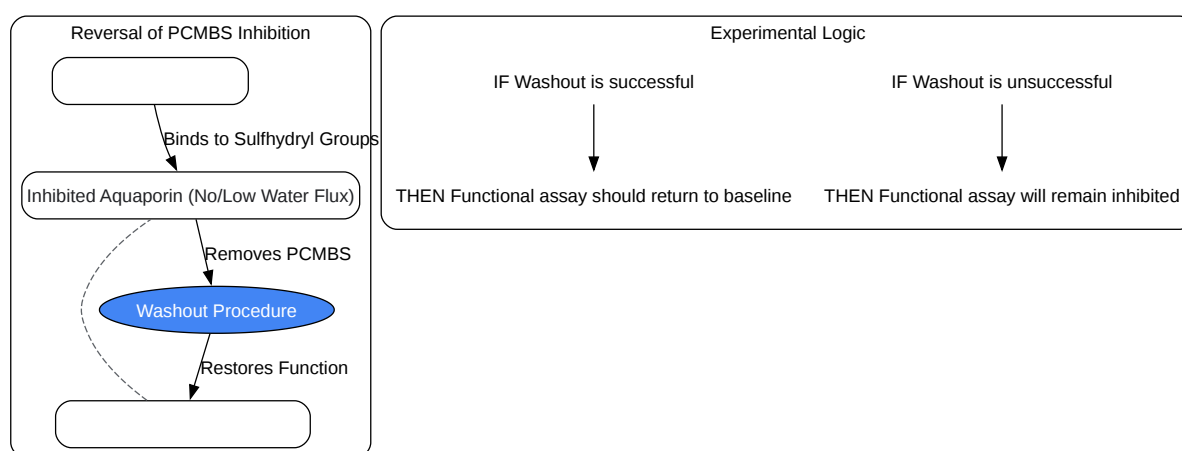 Reversal of PCMBS Inhibition
Binds to Sulfhydryl Groups
Inhibited Aquaporin (No/Low Water Flux)
Removes PCMBS
Washout Procedure
Restores Function
Experimental Logic
IF Washout is successful
THEN Functional assay should return to baseline
IF Washout is unsuccessful
THEN Functional assay will remain inhibited